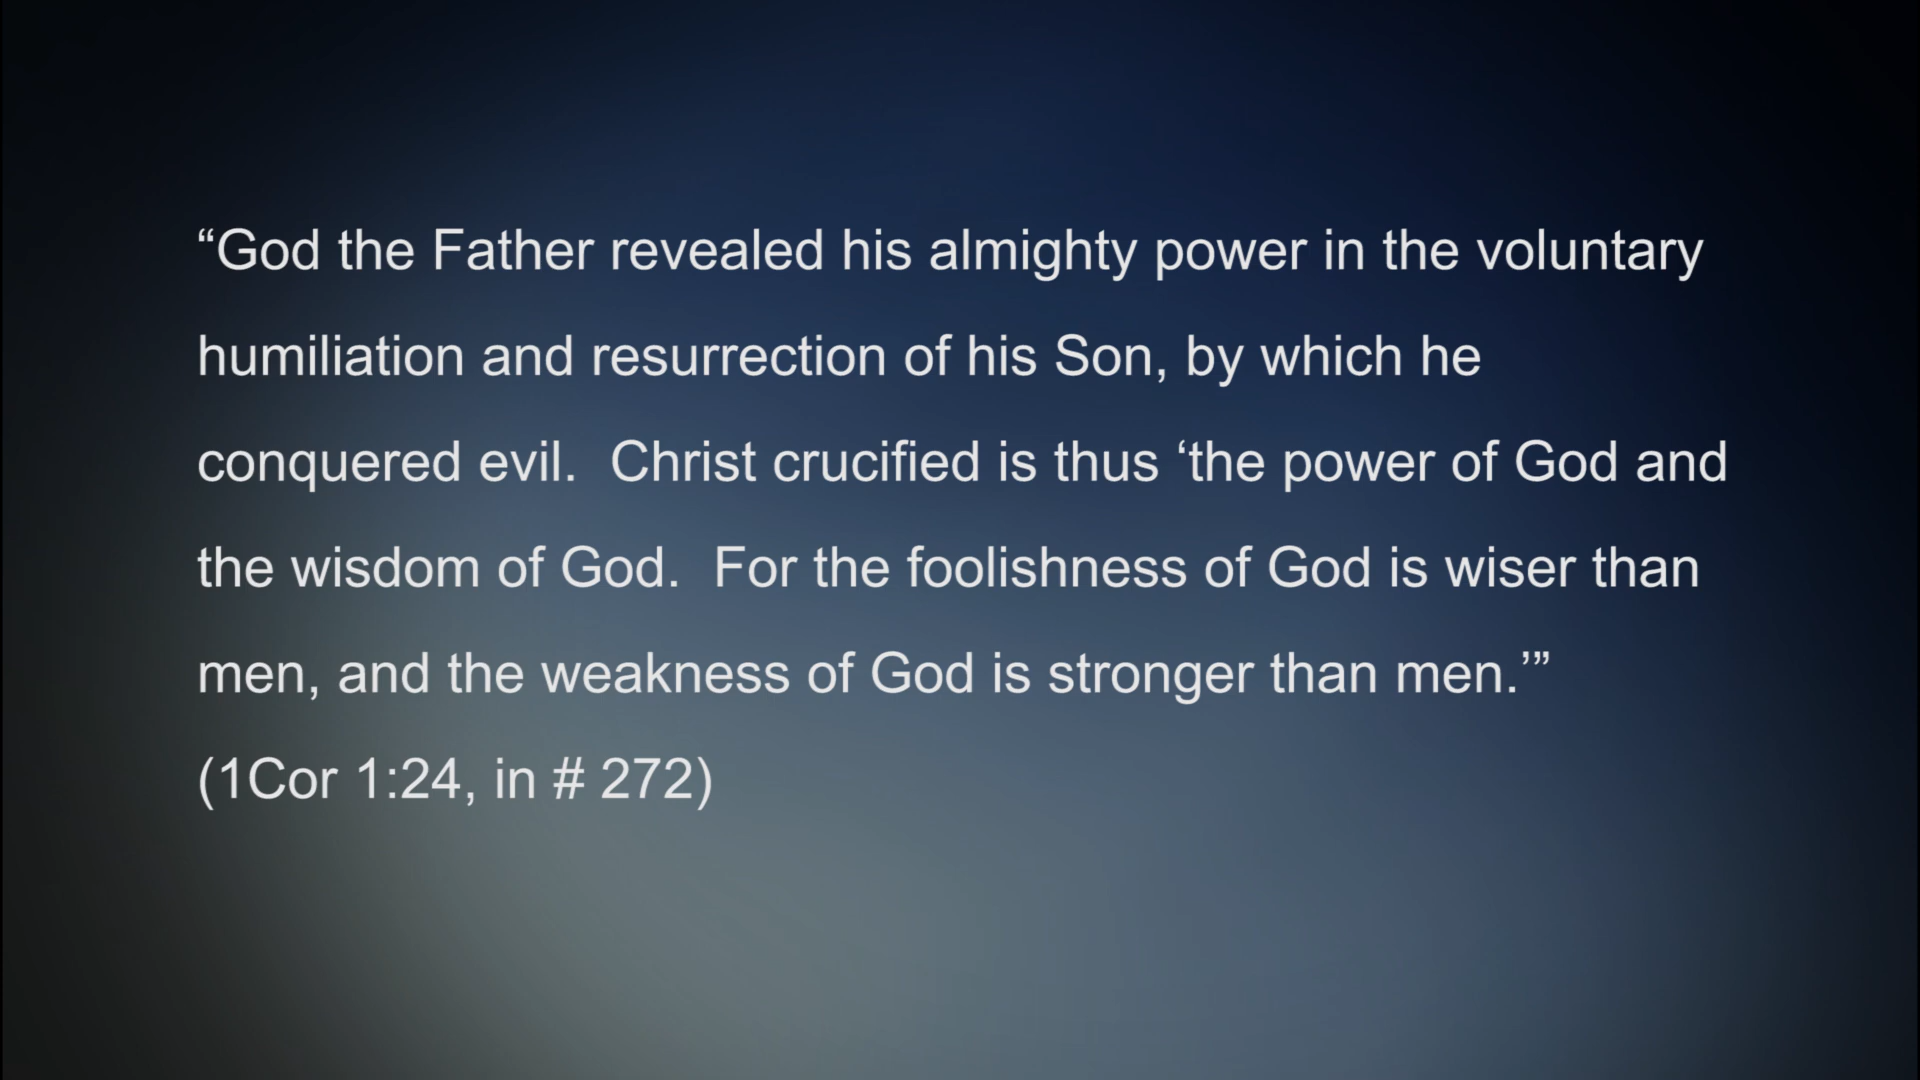 “God the Father revealed his almighty power in the voluntary
humiliation and resurrection of his Son, by which he
conquered evil.  Christ crucified is thus ‘the power of God and
the wisdom of God.  For the foolishness of God is wiser than
men, and the weakness of God is stronger than men.’”
(1Cor 1:24, in # 272)